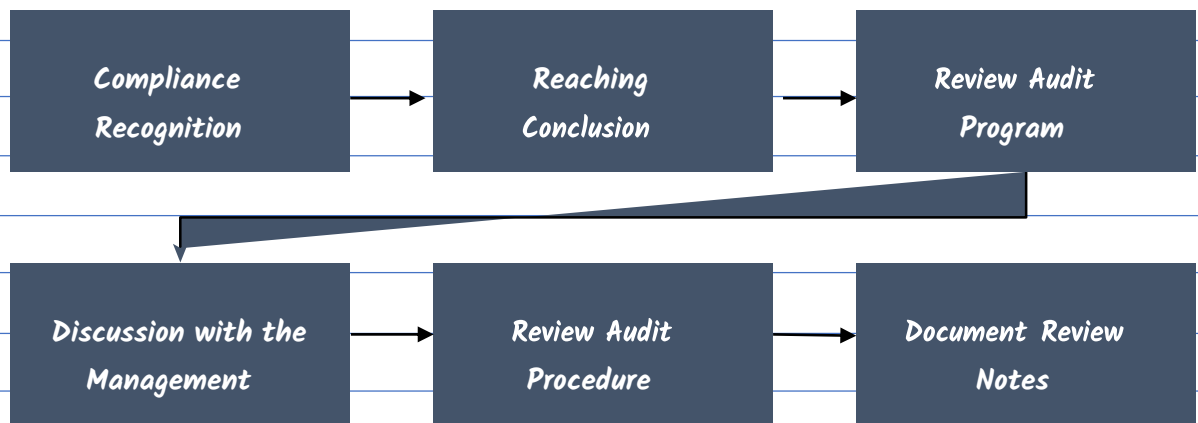 Compliance
Recognition
Reaching
Conclusion
Review Audit
Program
Discussion with the
Management
Review Audit
Procedure
Document Review
Notes